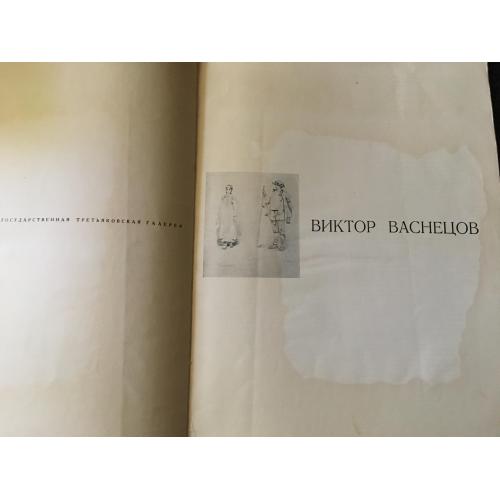 ГОСУДАРСТВЕННАЯ ТРЕТЬЯКОВСКАЯ ГАЛЕРЕЯ
ВИКТОР ВАСНЕЦОВ